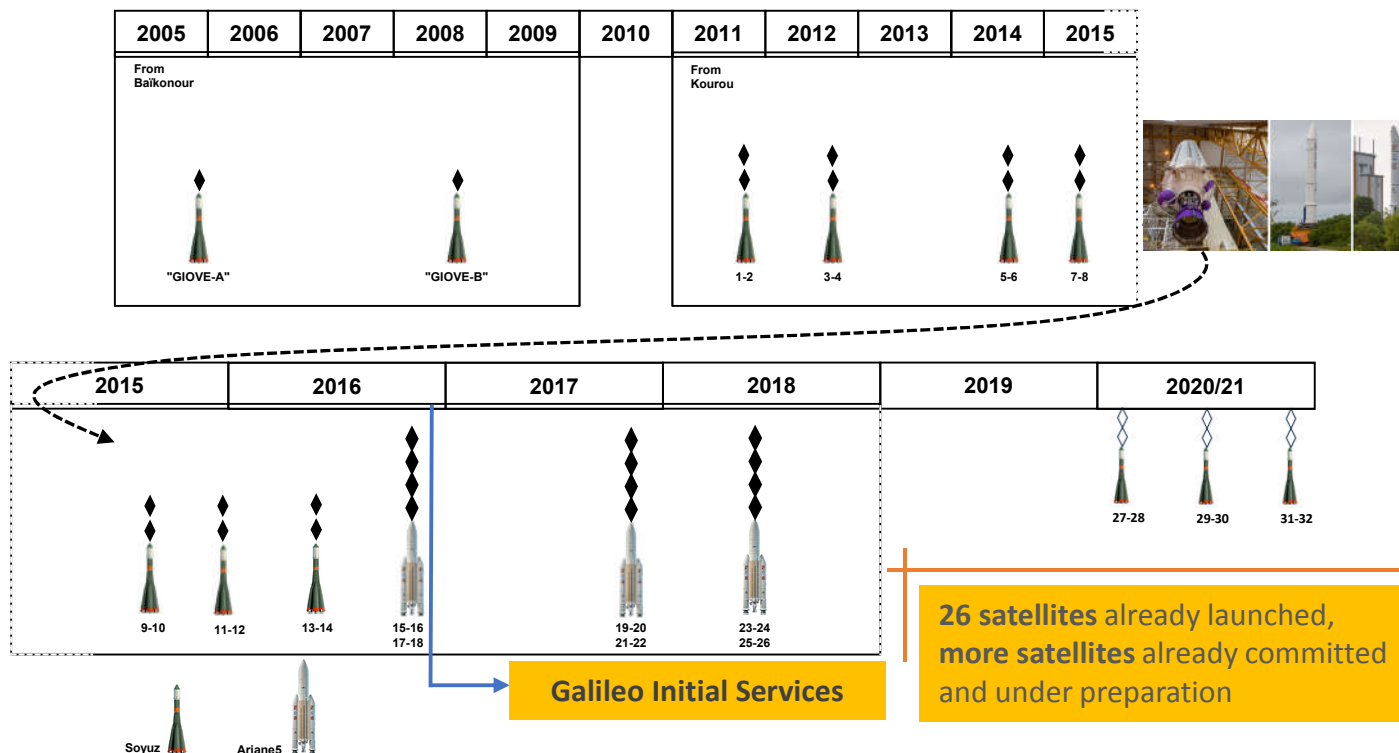 2005 2006 2007 2008 2009 2010 2011 2012 2013 2014 2015
From
Baïkonour
From
Kourou
"GIOVE-A" "GIOVE-B" 1-2 3-4 5-6 7-8
2015 2016 2017 2018 2019 2020/21
27-28 29-30 31-32
9-10 11-12 13-14 15-16 19-20 23-24
17-18 21-22 25-26
26 satellites already launched,
more satellites already committed
and under preparation
Galileo Initial Services
Soyuz Ariane5